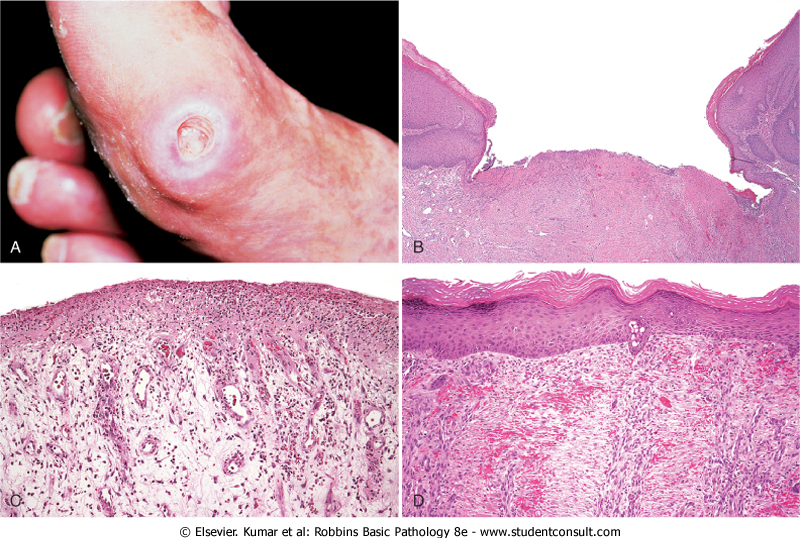 A
B
C
D
© Elsevier. Kumar et al: Robbins Basic Pathology 8e - www.studentconsult.com